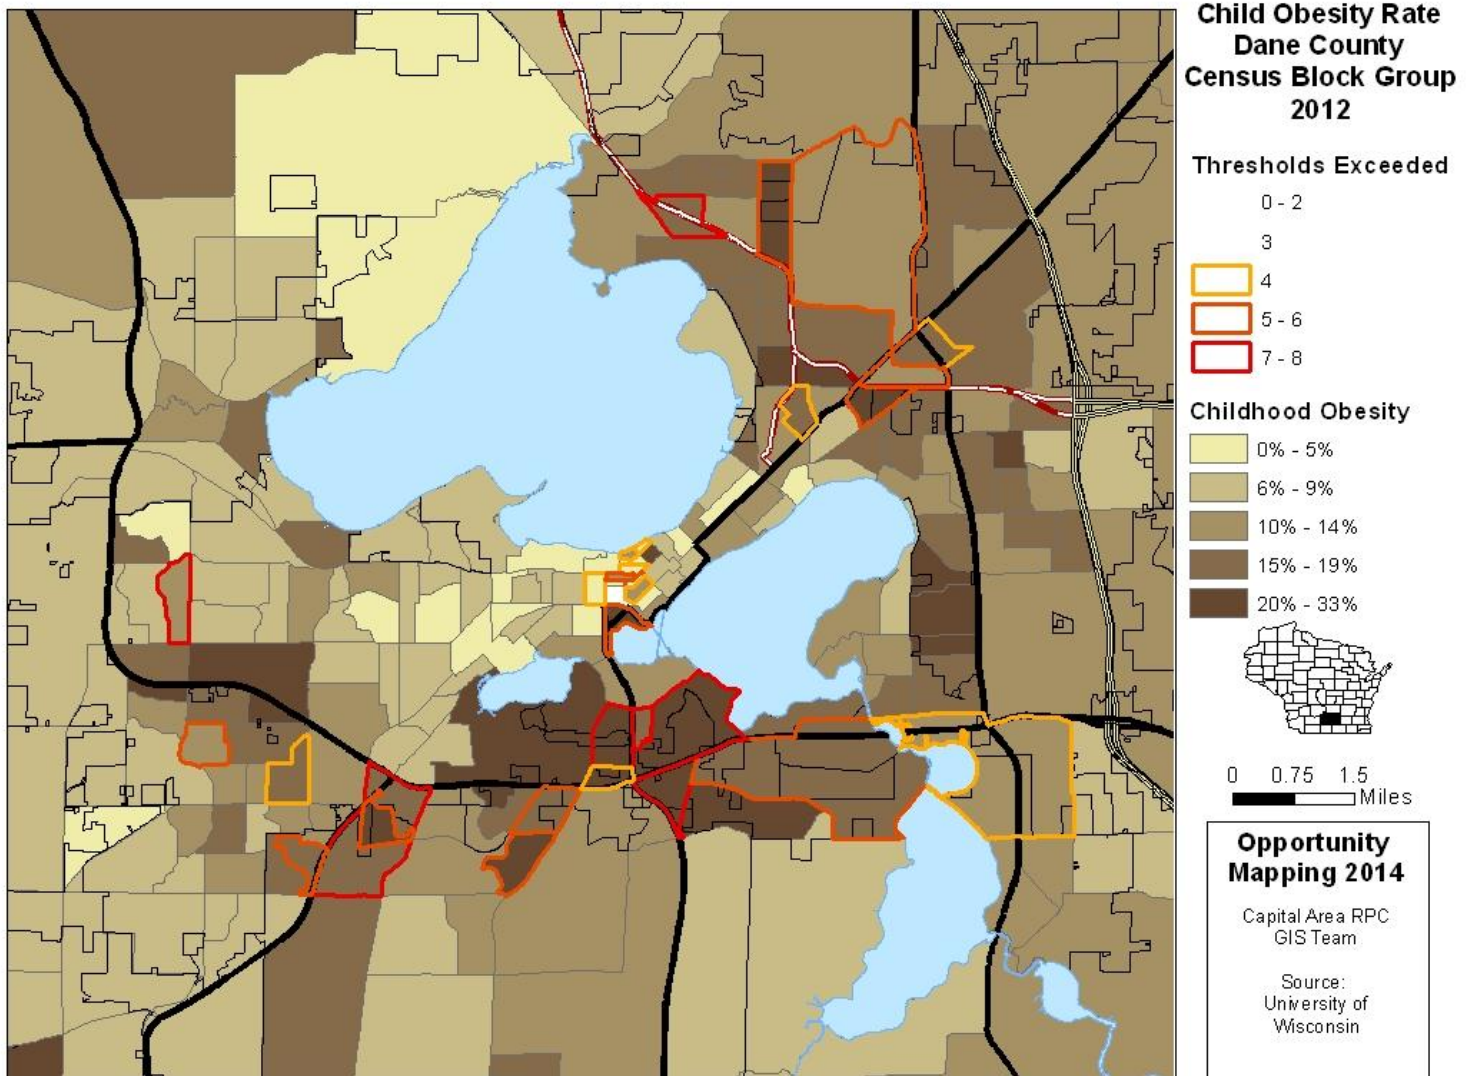 Child Obesity Rate
Dane County
Census Block Group
2012
Thresholds Exceeded
0 - 2
3
4
5 - 6
7 - 8
Childhood Obesity
0% - 5%
6% - 9%
10% - 14%
15% - 19%
20% - 33%
0 0.75 1.5
Miles
Opportunity
Mapping 2014
Capital Area RPC
GIS Team
Source:
University of
Wisconsin